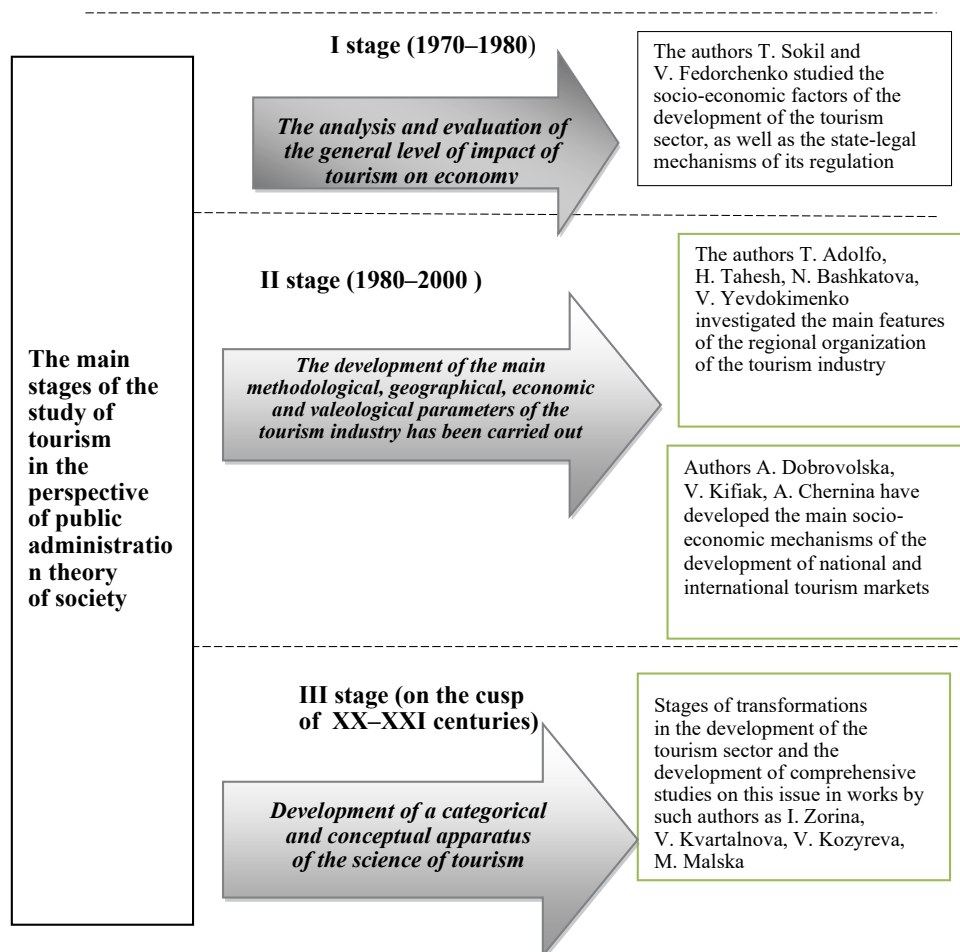 The main
stages of the
study of
tourism
in the
perspective
of public
administratio
n theory
of society
I stage (1970–1980)
The analysis and evaluation of
the general level of impact of
tourism on economy
The authors T. Sokil and
V. Fedorchenko studied the
socio-economic factors of the
development of the tourism
sector, as well as the state-legal
mechanisms of its regulation
II stage (1980–2000 )
The development of the main
methodological, geographical, economic
and valeological parameters of the
tourism industry has been carried out
The authors T. Adolfo,
H. Tahesh, N. Bashkatova,
V. Yevdokimenko
investigated the main features
of the regional organization
of the tourism industry
Authors A. Dobrovolska,
V. Kifiak, A. Chernina have
developed the main socio-
economic mechanisms of the
development of national and
international tourism markets
III stage (on the cusp
of XX–XXI centuries)
Development of a categorical
and conceptual apparatus
of the science of tourism
Stages of transformations
in the development of the
tourism sector and the
development of comprehensive
studies on this issue in works by
such authors as I. Zorina,
V. Kvartalnova, V. Kozyreva,
M. Malska